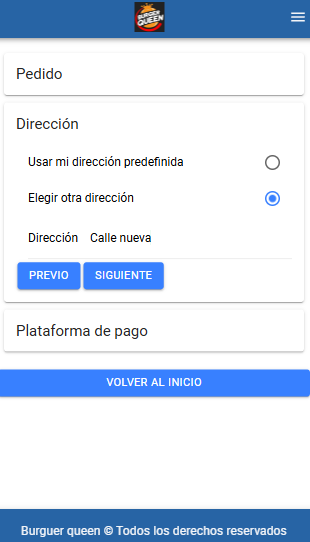 BURGER
QUEEN
Pedido
Dirección
Usar mi dirección predefinida
Elegir otra dirección
Dirección Calle nueva
PREVIO SIGUIENTE
Plataforma de pago
VOLVER AL INICIO
Burguer queen © Todos los derechos reservados